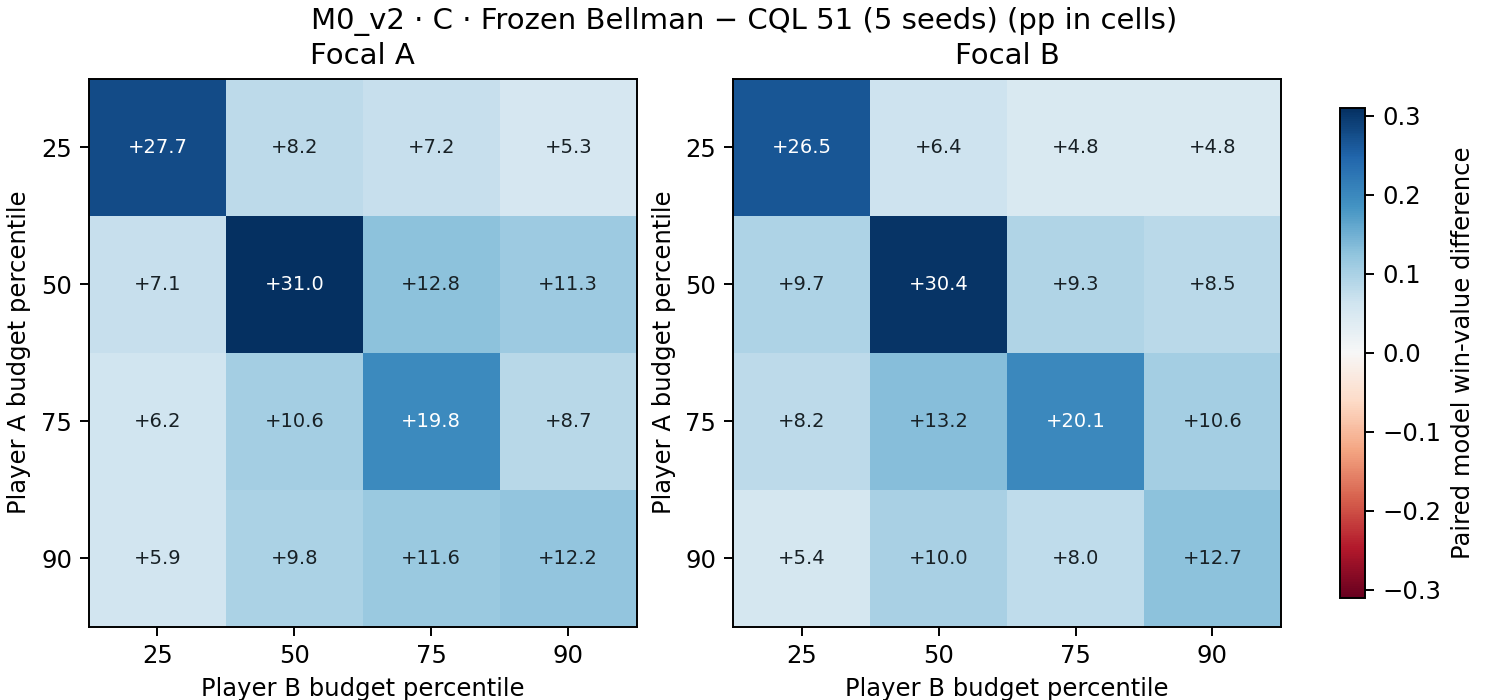 M0_v2 · C · Frozen Bellman − CQL 51 (5 seeds) (pp in cells)
Focal A
Player A budget percentile
25 +27.7 +8.2 +7.2 +5.3
50 +7.1 +31.0 +12.8 +11.3
75 +6.2 +10.6 +19.8 +8.7
90 +5.9 +9.8 +11.6 +12.2
25 50 75 90
Player B budget percentile
Focal B
Player A budget percentile
25 +26.5 +6.4 +4.8 +4.8
50 +9.7 +30.4 +9.3 +8.5
75 +8.2 +13.2 +20.1 +10.6
90 +5.4 +10.0 +8.0 +12.7
25 50 75 90
Player B budget percentile
0.3
0.2
0.1
0.0
−0.1
−0.2
−0.3
Paired model win-value difference